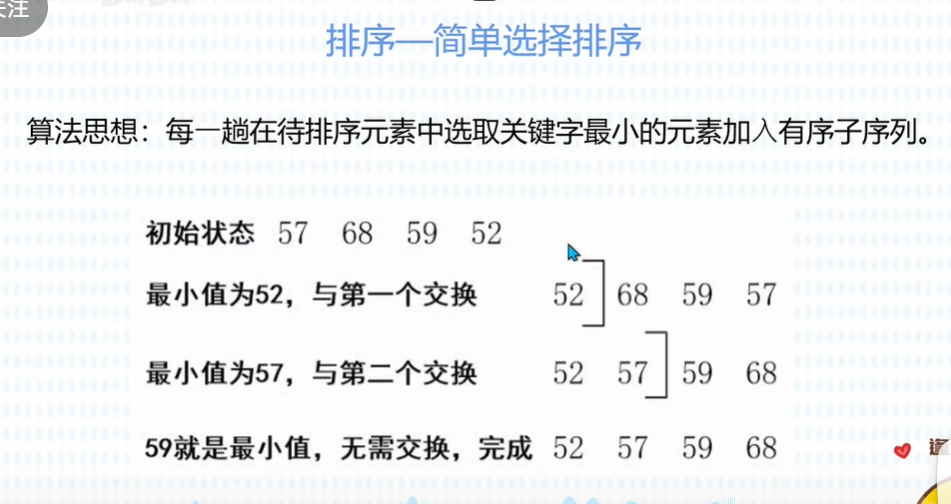 关注
排序—简单选择排序
算法思想：每一趟在待排序元素中选取关键字最小的元素加入有序子序列。
初始状态 57 68 59 52
最小值为52，与第一个交换 52 68 59 57
最小值为57，与第二个交换 52 57 59 68
59就是最小值，无需交换，完成 52 57 59 68